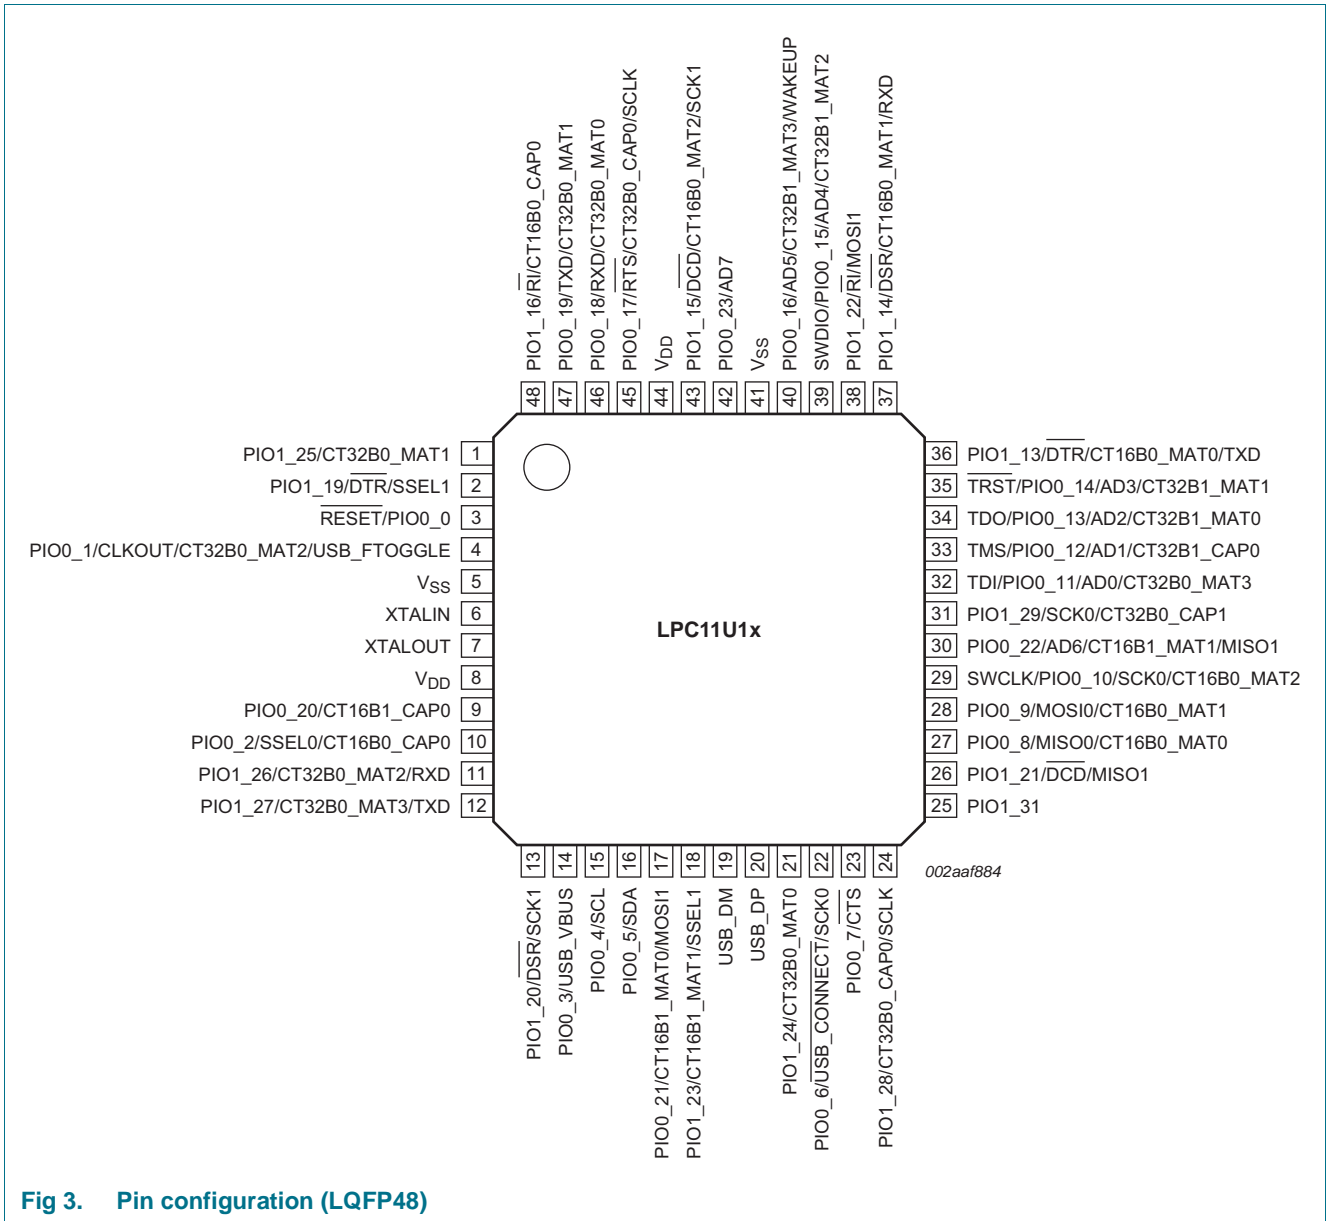 PIO1_16/RI/CT16B0_CAP0
PIO0_19/TXD/CT32B0_MAT1
PIO0_18/RXD/CT32B0_MAT0
PIO0_17/RTS/CT32B0_CAP0/SCLK
VDD
PIO1_15/DCD/CT16B0_MAT2/SCK1
PIO0_23/AD7
VSS
PIO0_16/AD5/CT32B1_MAT3/WAKEUP
SWDIO/PIO0_15/AD4/CT32B1_MAT2
PIO1_22/RI/MOSI1
PIO1_14/DSR/CT16B0_MAT1/RXD
48 47 46 45 44 43 42 41 40 39 38 37
PIO1_25/CT32B0_MAT1 1
PIO1_19/DTR/SSEL1 2
RESET/PIO0_0 3
PIO0_1/CLKOUT/CT32B0_MAT2/USB_FTOGGLE 4
VSS 5
XTALIN 6
XTALOUT 7
VDD 8
PIO0_20/CT16B1_CAP0 9
PIO0_2/SSEL0/CT16B0_CAP0 10
PIO1_26/CT32B0_MAT2/RXD 11
PIO1_27/CT32B0_MAT3/TXD 12
LPC11U1x
36 PIO1_13/DTR/CT16B0_MAT0/TXD
35 TRST/PIO0_14/AD3/CT32B1_MAT1
34 TDO/PIO0_13/AD2/CT32B1_MAT0
33 TMS/PIO0_12/AD1/CT32B1_CAP0
32 TDI/PIO0_11/AD0/CT32B0_MAT3
31 PIO1_29/SCK0/CT32B0_CAP1
30 PIO0_22/AD6/CT16B1_MAT1/MISO1
29 SWCLK/PIO0_10/SCK0/CT16B0_MAT2
28 PIO0_9/MOSI0/CT16B0_MAT1
27 PIO0_8/MISO0/CT16B0_MAT0
26 PIO1_21/DCD/MISO1
25 PIO1_31
13 14 15 16 17 18 19 20 21 22 23 24
PIO1_20/DSR/SCK1
PIO0_3/USB_VBUS
PIO0_4/SCL
PIO0_5/SDA
PIO0_21/CT16B1_MAT0/MOSI1
PIO1_23/CT16B1_MAT1/SSEL1
USB_DM
USB_DP
PIO1_24/CT32B0_MAT0
PIO0_6/USB_CONNECT/SCK0
PIO0_7/CTS
PIO1_28/CT32B0_CAP0/SCLK
002aaf884
Fig 3. Pin configuration (LQFP48)